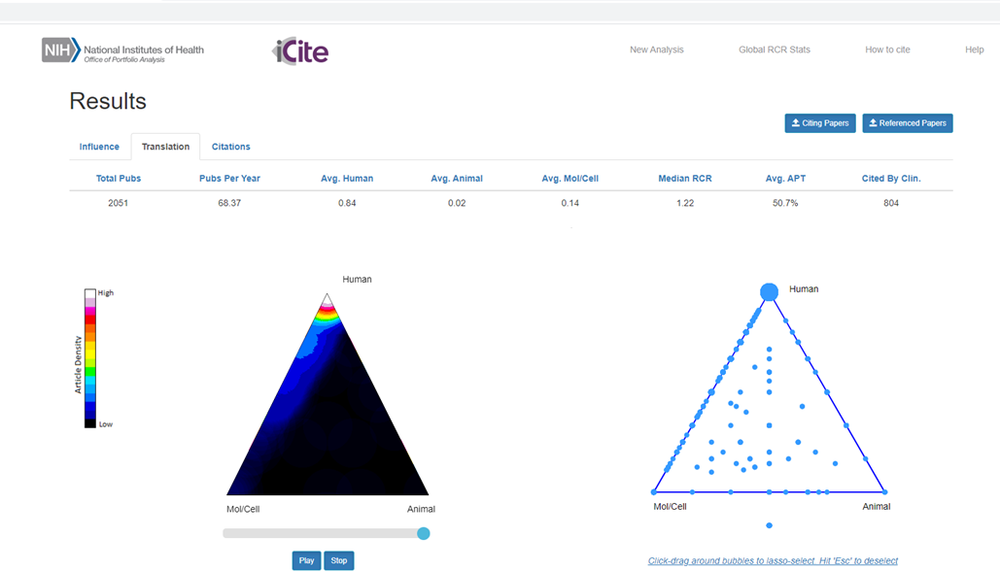 NIH National Institutes of Health
Office of Portfolio Analysis
iCite
New Analysis Global RCR Stats How to cite Help
Results
Citing Papers Referenced Papers
Influence Translation Citations
Total Pubs Pubs Per Year Avg. Human Avg. Animal Avg. Mol/Cell Median RCR Avg. APT Cited By Clin.
2051 68.37 0.84 0.02 0.14 1.22 50.7% 804
Human
Human
High
Article Density
Low
Mol/Cell Animal
Mol/Cell Animal
Play Stop
Click-drag around bubbles to lasso-select. Hit 'Esc' to deselect